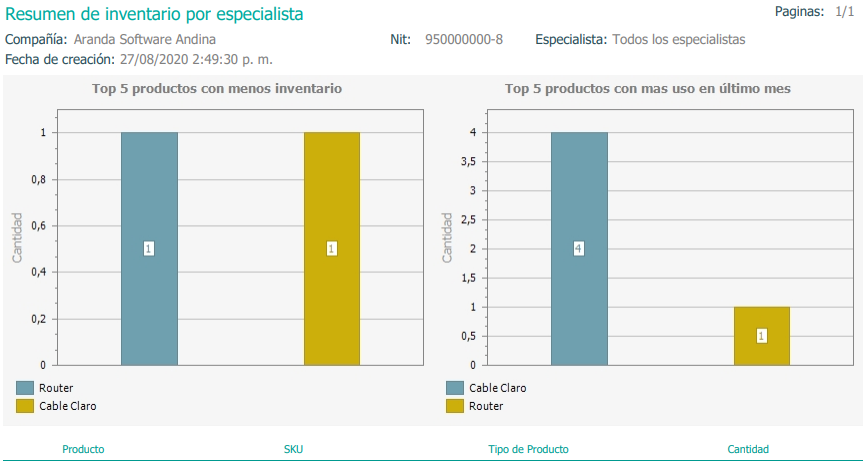 Resumen de inventario por especialista
Paginas: 1/1
Compañía: Aranda Software Andina Nit: 950000000-8 Especialista: Todos los especialistas
Fecha de creación: 27/08/2020 2:49:30 p. m.
Top 5 productos con menos inventario
Cantidad
1
0,8
0,6
0,4
0,2
0
1
1
Router
Cable Claro
Top 5 productos con mas uso en último mes
Cantidad
4
3,5
3
2,5
2
1,5
1
0,5
0
4
1
Cable Claro
Router
Producto SKU Tipo de Producto Cantidad